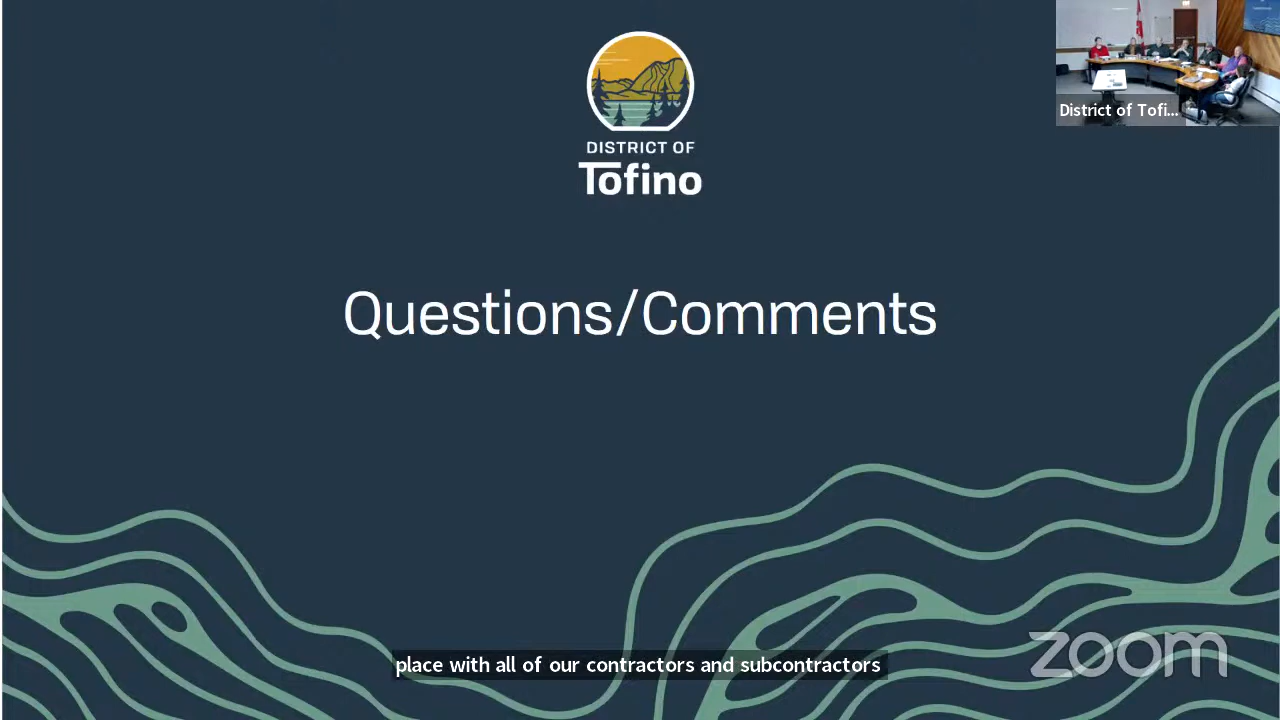 DISTRICT OF
Tofino
District of Tofi...
Questions/Comments
place with all of our contractors and subcontractors
zoom